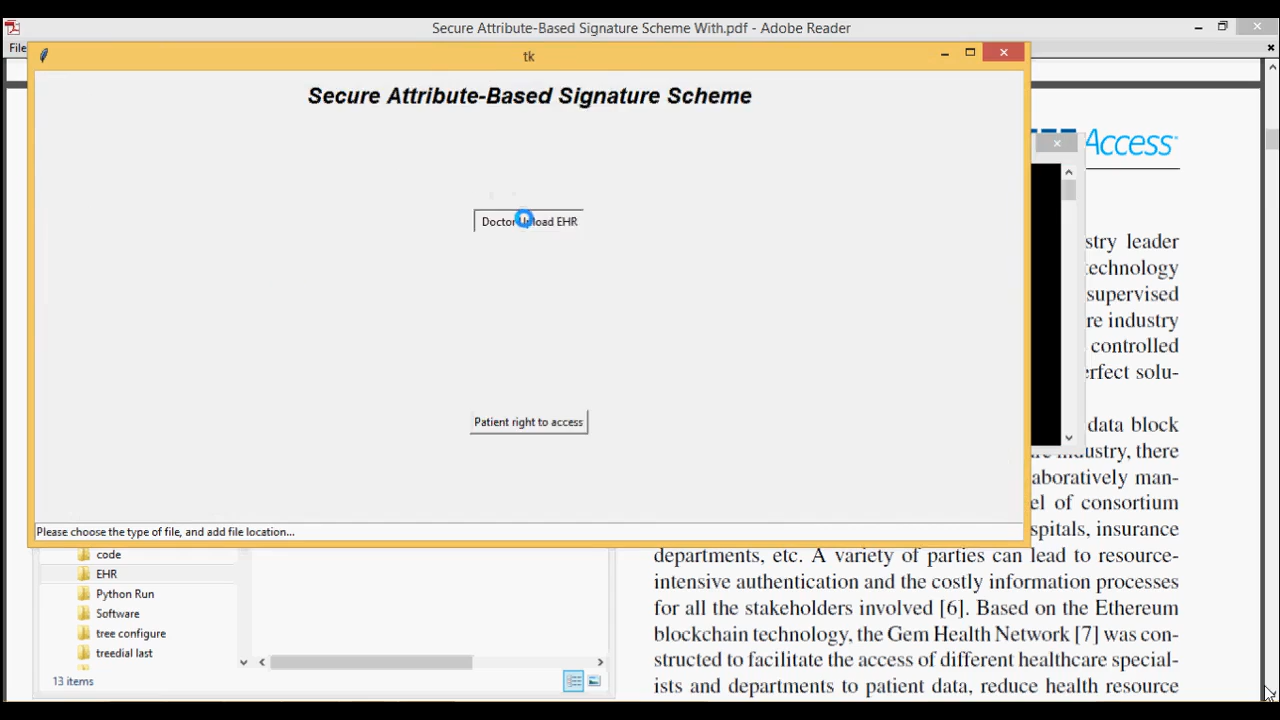 Secure Attribute-Based Signature Scheme With.pdf - Adobe Reader
File
tk
Secure Attribute-Based Signature Scheme
Doctor Upload EHR
Patient right to access
Please choose the type of file, and add file location...
code
EHR
Python Run
Software
tree configure
treedial last
13 items
Access
stry leader
technology
supervised
re industry
controlled
rfect solu-
data block
industry, there
aboratively man-
el of consortium
spitals, insurance
departments, etc. A variety of parties can lead to resource-
intensive authentication and the costly information processes
for all the stakeholders involved [6]. Based on the Ethereum
blockchain technology, the Gem Health Network [7] was con-
structed to facilitate the access of different healthcare special-
ists and departments to patient data, reduce health resource